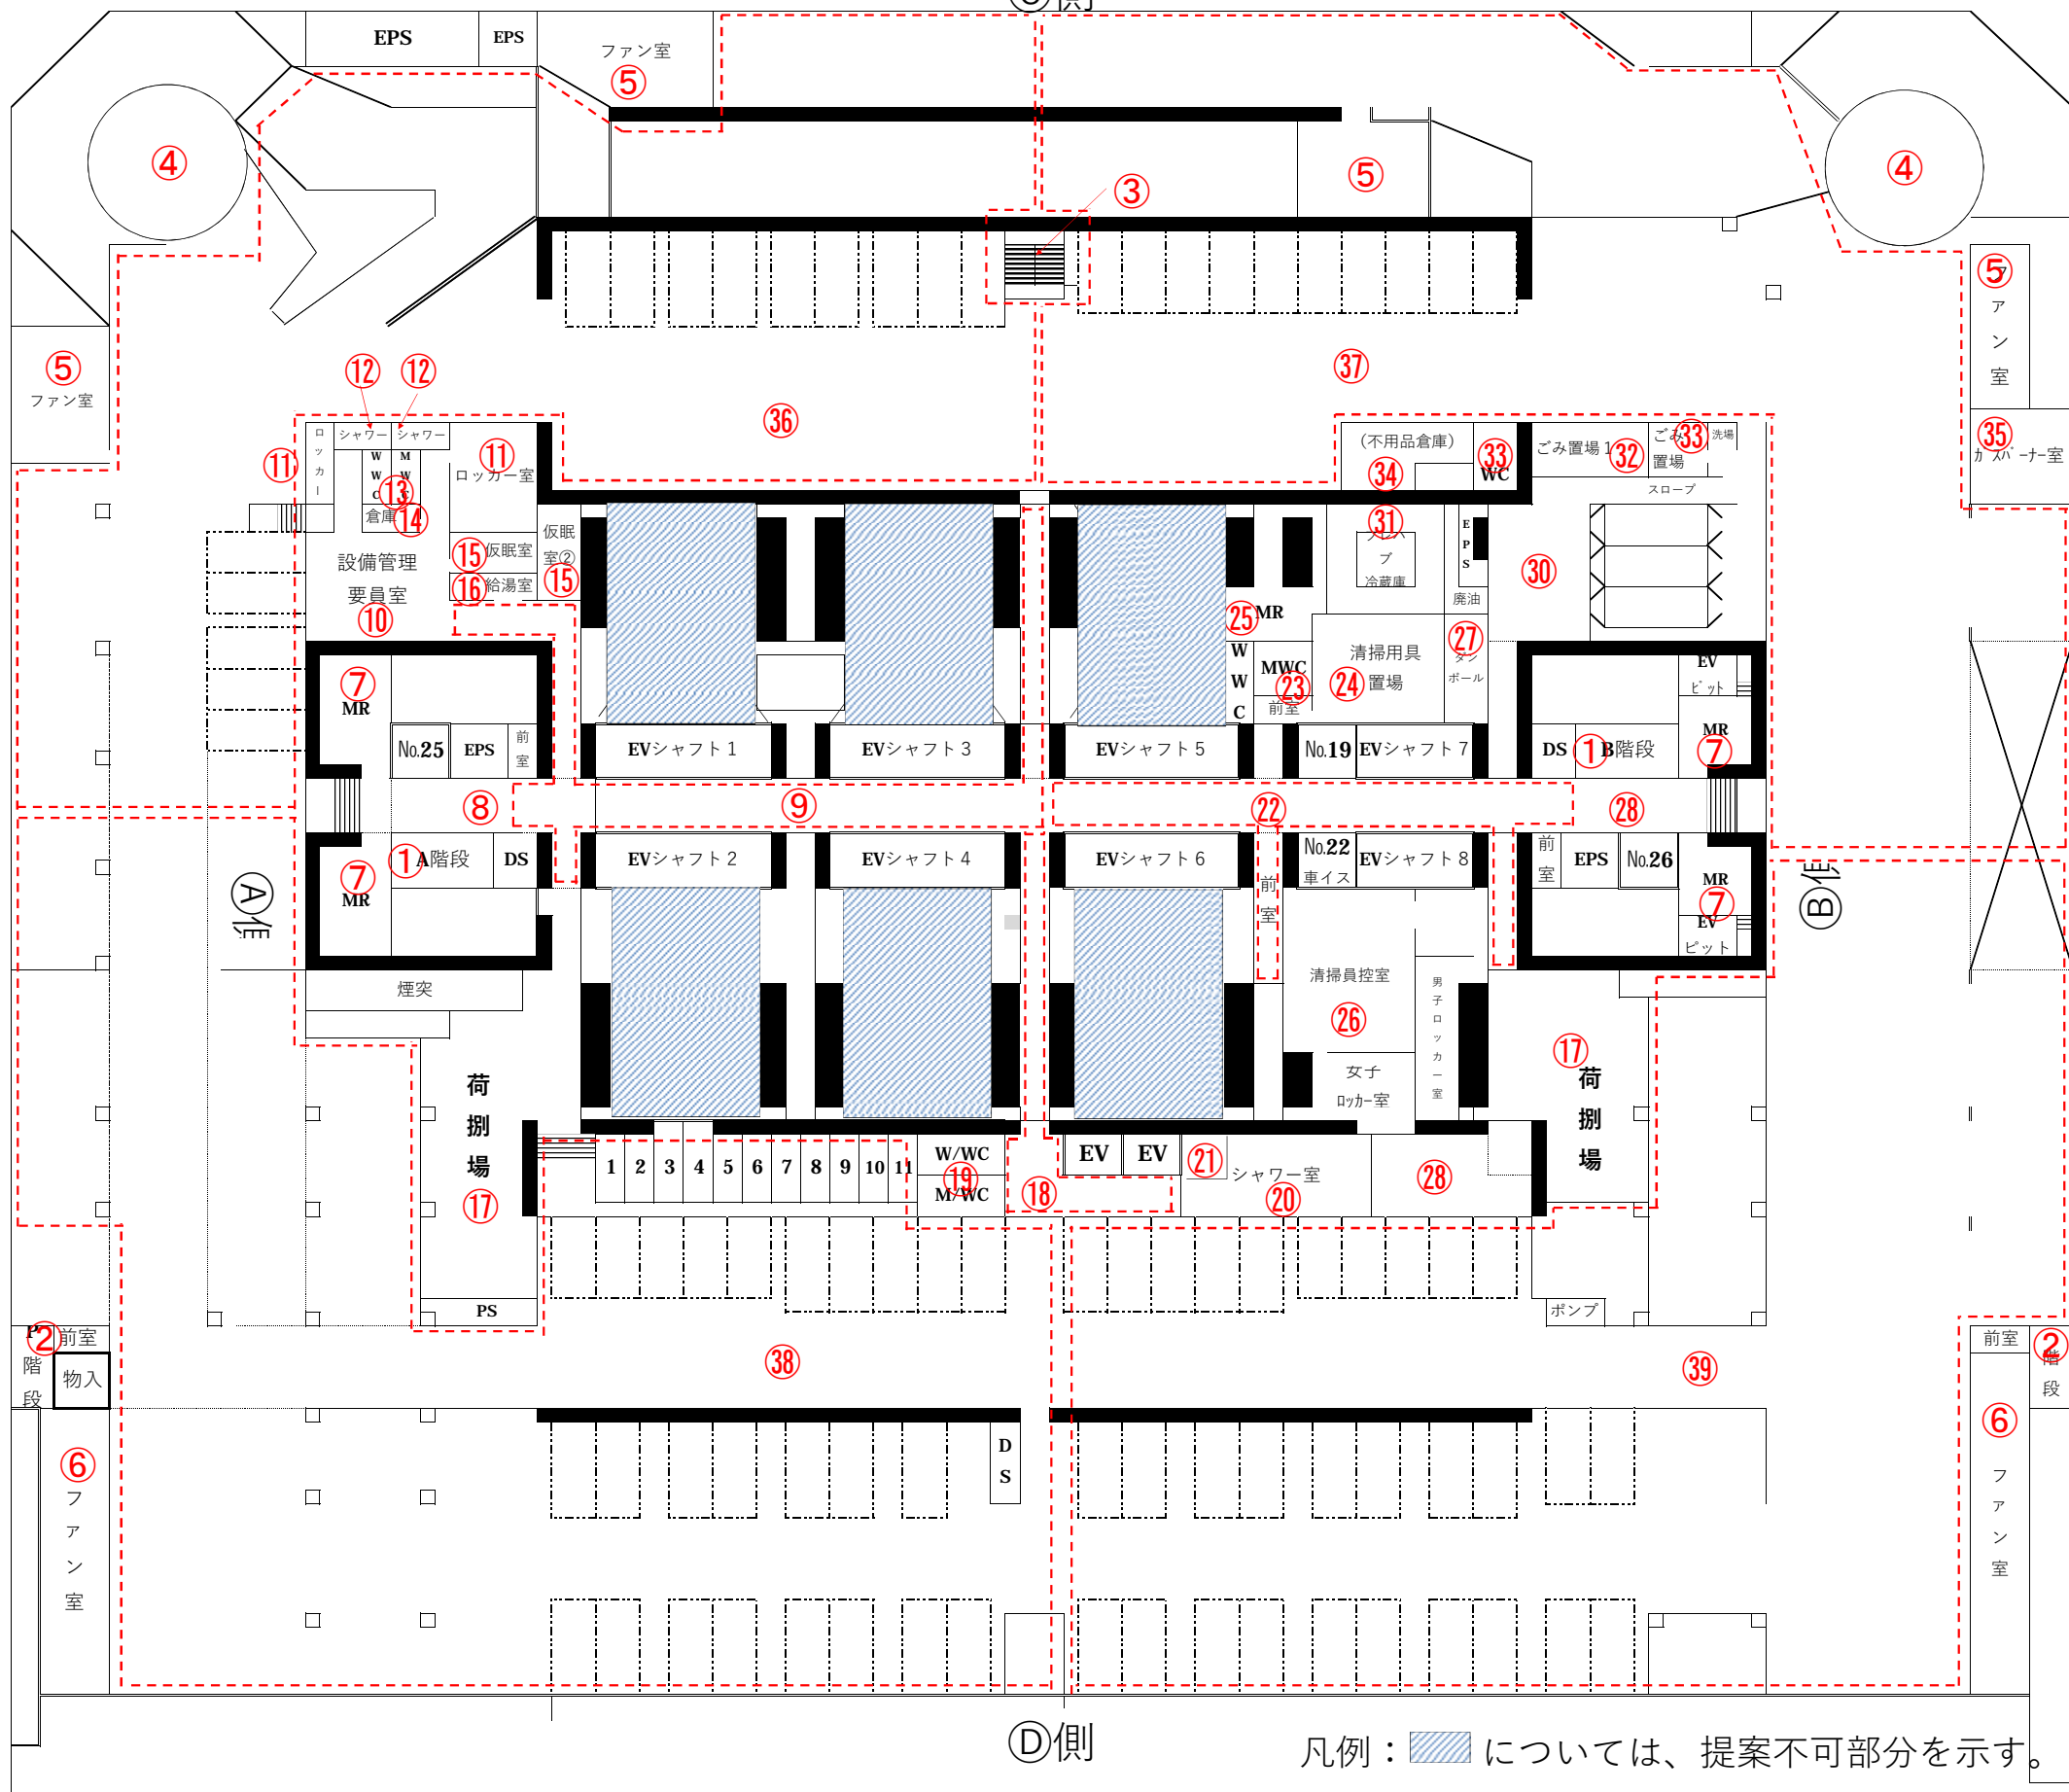 Ⓒ側
EPS
EPS
ファン室
⑤
④
⑤
④
③
⑤
ファン室
⑤
ファン室
⑫
⑫
㊱
㊲
⑪
ロッカー
シャワー
シャワー
WWC
MWC
⑬
倉庫
⑭
⑪
ロッカー室
仮眠室②
⑮
⑮
仮眠室
⑯
給湯室
設備管理
要員室
⑩
(不用品倉庫)
㉞
㉝
WC
ごみ置場1
㉜
ごみ
置場
㉝
洗場
スロープ
㉟
㉛
冷蔵庫
EPS
廃油
㉚
㉕
MR
WWC
MWC
㉓
前室
清掃用具
㉔
置場
㉗
ダン
ボール
⑦
MR
No.25
EPS
前室
EVシャフト1
EVシャフト3
EVシャフト5
No.19
EVシャフト7
DS
①
B階段
EV
ピット
MR
⑦
⑧
⑨
㉒
㉘
⑦
MR
①
A階段
DS
EVシャフト2
EVシャフト4
EVシャフト6
No.22
車イス
EVシャフト8
前室
EPS
No.26
MR
⑦
EV
ピット
Ⓐ側
Ⓑ側
前室
煙突
清掃員控室
㉖
男子ロッカー室
女子
ロッカー室
荷捌場
⑰
⑰
荷捌場
1
2
3
4
5
6
7
8
9
10
11
W/WC
⑲
M/WC
⑱
EV
EV
㉑
シャワー室
⑳
㉘
PS
ポンプ
②
前室
階段
物入
㊳
㊴
前室
②
階段
⑥
ファン室
DS
⑥
ファン室
Ⓓ側
凡例：
については、提案不可部分を示す。